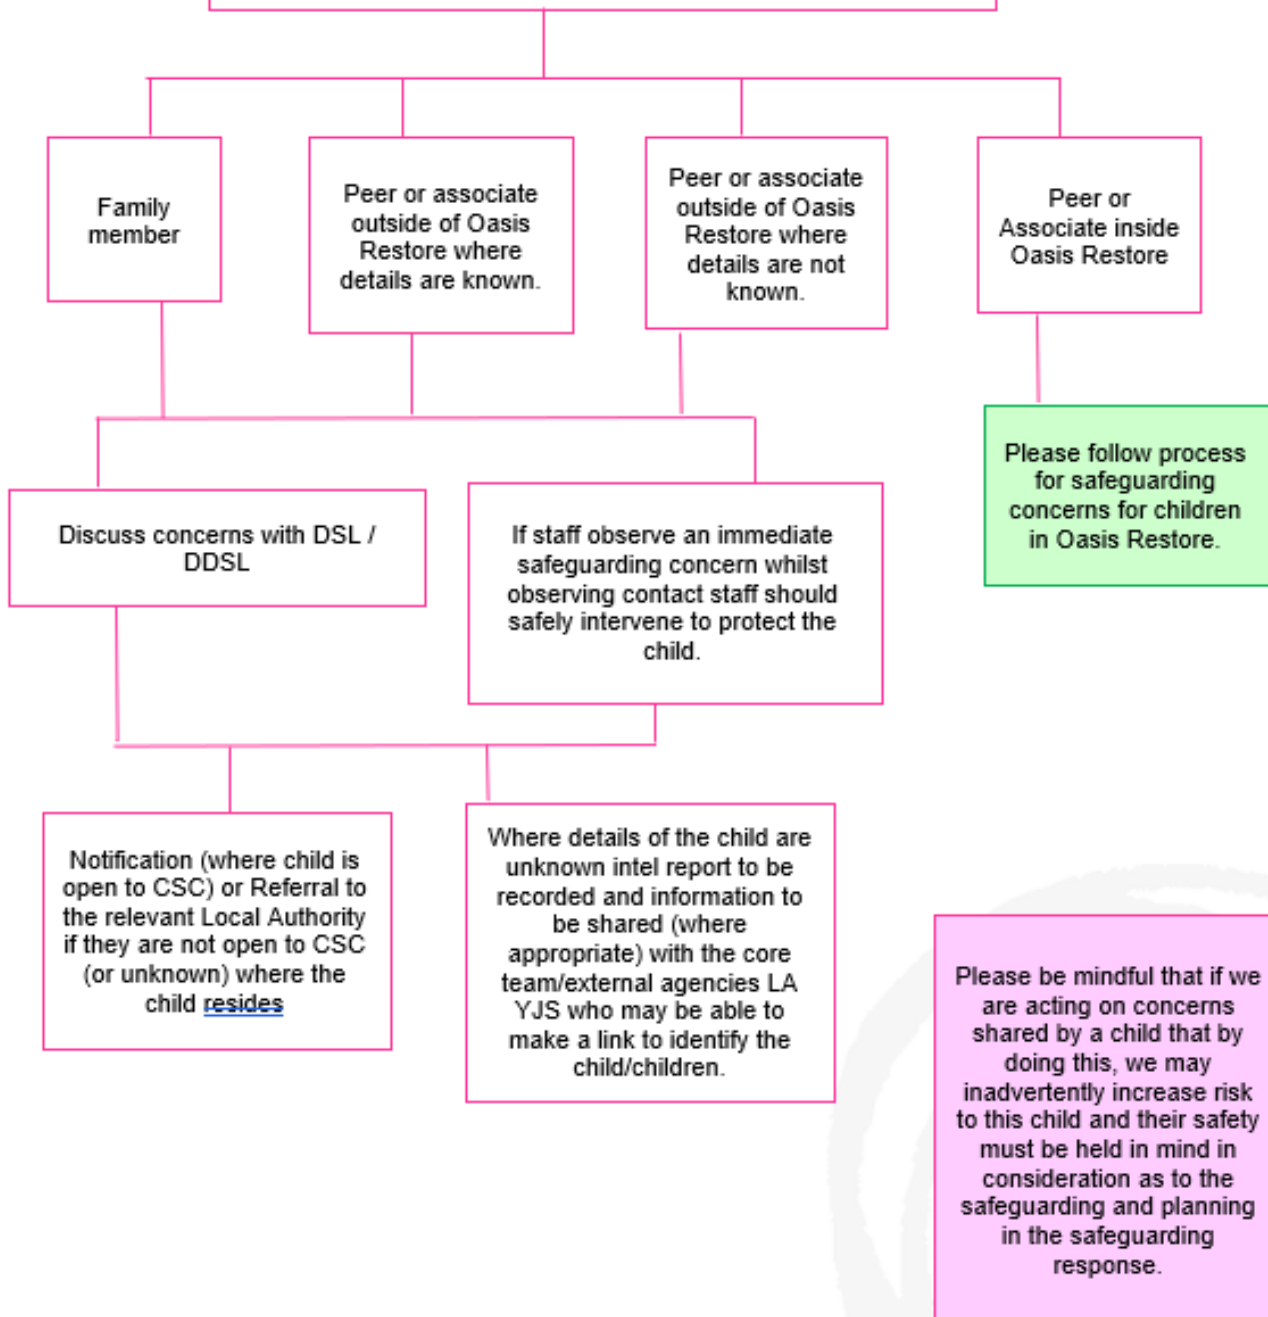 Family
member
Peer or associate
outside of Oasis
Restore where
details are known.
Peer or associate
outside of Oasis
Restore where
details are not
known.
Peer or
Associate inside
Oasis Restore
Please follow process
for safeguarding
concerns for children
in Oasis Restore.
Discuss concerns with DSL /
DDSL
If staff observe an immediate
safeguarding concern whilst
observing contact staff should
safely intervene to protect the
child.
Notification (where child is
open to CSC) or Referral to
the relevant Local Authority
if they are not open to CSC
(or unknown) where the
child resides
Where details of the child are
unknown intel report to be
recorded and information to
be shared (where
appropriate) with the core
team/external agencies LA
YJS who may be able to
make a link to identify the
child/children.
Please be mindful that if we
are acting on concerns
shared by a child that by
doing this, we may
inadvertently increase risk
to this child and their safety
must be held in mind in
consideration as to the
safeguarding and planning
in the safeguarding
response.